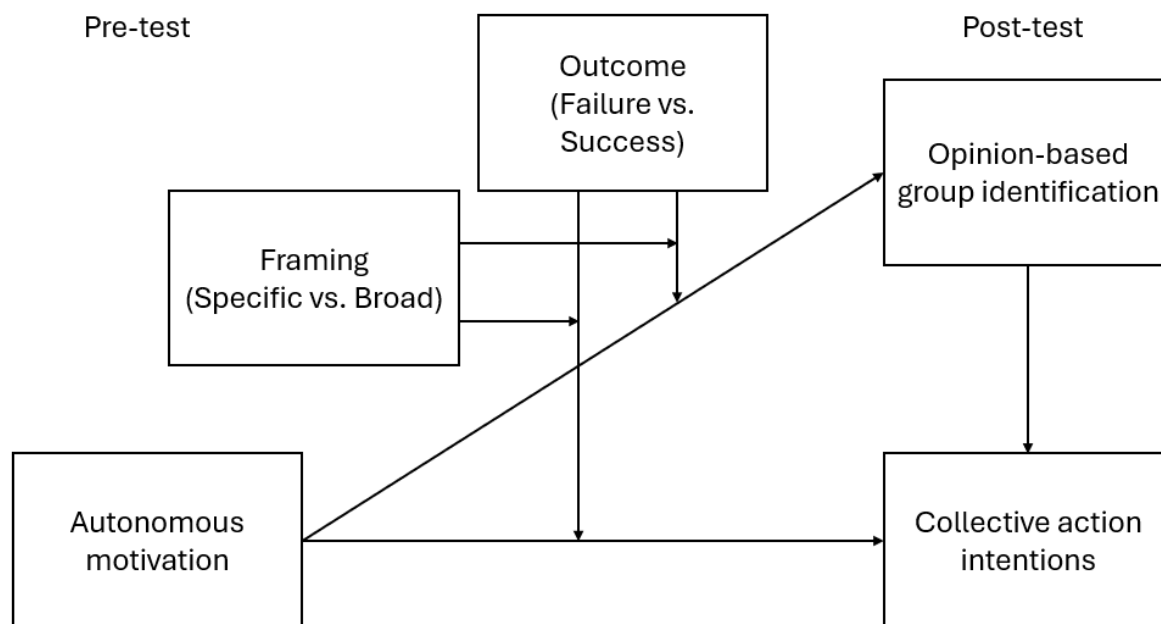 Pre-test
Post-test
Outcome
(Failure vs.
Success)
Opinion-based
group identification
Framing
(Specific vs. Broad)
Autonomous
motivation
Collective action
intentions